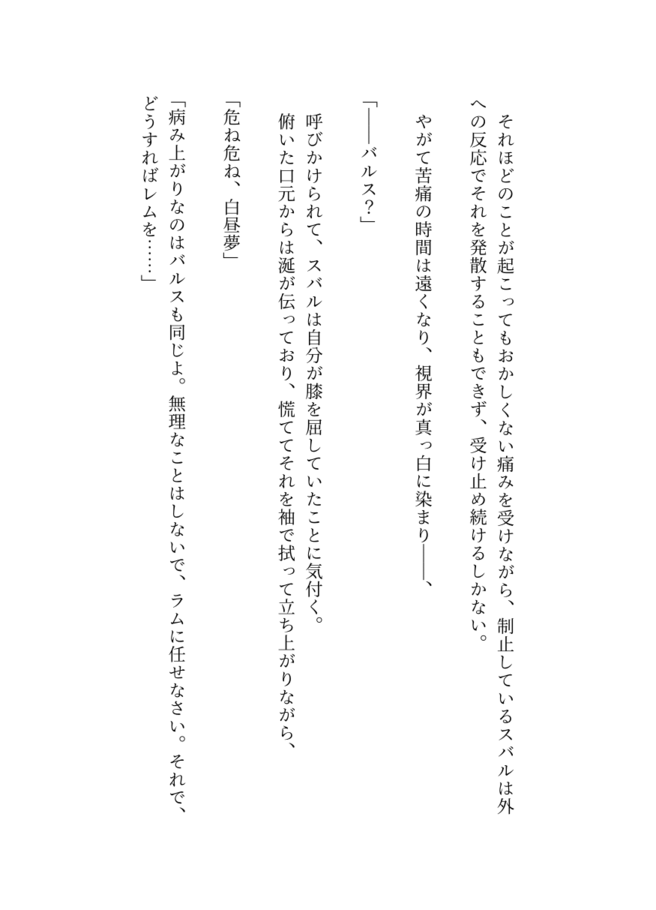 それほどのことが起こってもおかしくない痛みを受けながら、制止しているスバルは外
への反応でそれを発散することもできず、受け止め続けるしかない。
やがて苦痛の時間は遠くなり、視界が真っ白に染まり――、
「――バルス？」
呼びかけられて、スバルは自分が膝を屈していたことに気付く。
俯いた口元からは涎が伝っており、慌ててそれを袖で拭って立ち上がりながら、
「危ね危ね、白昼夢」
「病み上がりなのはバルスも同じよ。無理なことはしないで、ラムに任せなさい。それで、
どうすればレムを……」